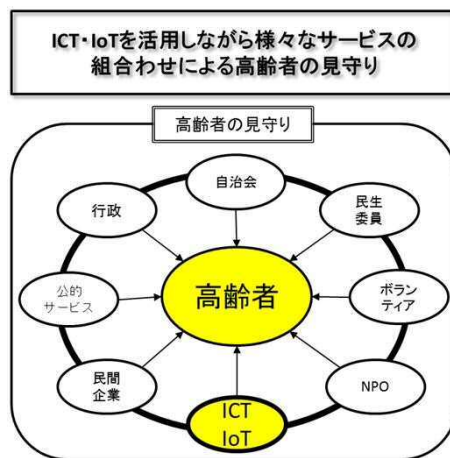 ICT・IoTを活用しながら様々なサービスの
組合わせによる高齢者の見守り
高齢者の見守り
自治会
行政
民生
委員
公的
サービス
高齢者
ボラン
ティア
民間
企業
ICT
IoT
NPO